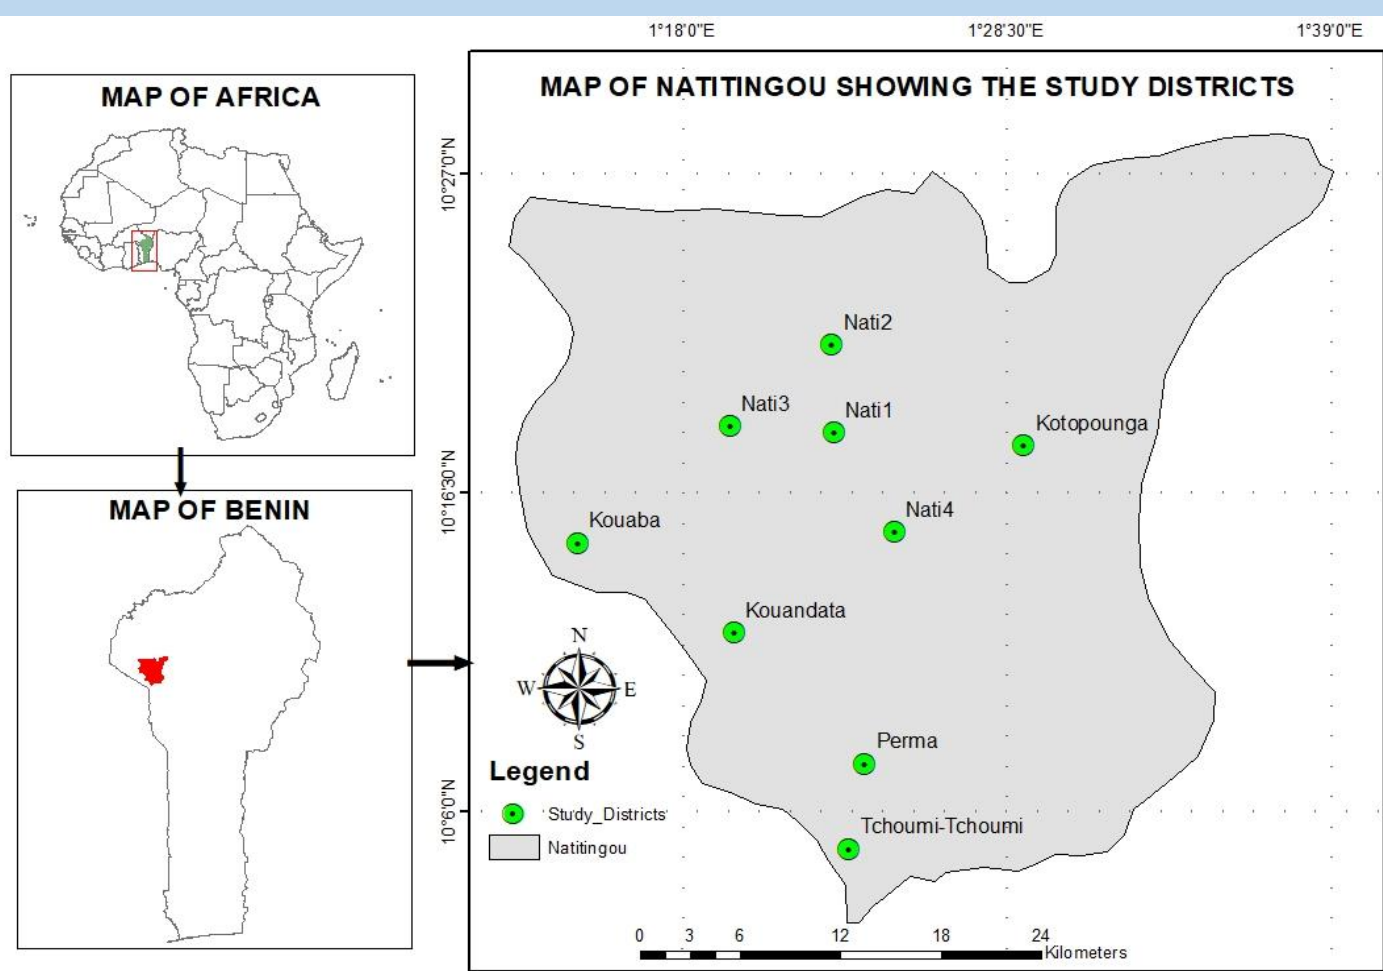 1°18'0"E 1°28'30"E 1°39'0"E
MAP OF AFRICA
MAP OF NATITINGOU SHOWING THE STUDY DISTRICTS
10°27'0"N
Nati2
Nati3
Nati1
Kotopounga
10°16'30"N
MAP OF BENIN
Kouaba
Nati4
Kouandata
N
W E
S
Perma
Legend
Study_Districts
Natitingou
10°6'0"N
Tchoumi-Tchoumi
0 3 6 12 18 24
Kilometers